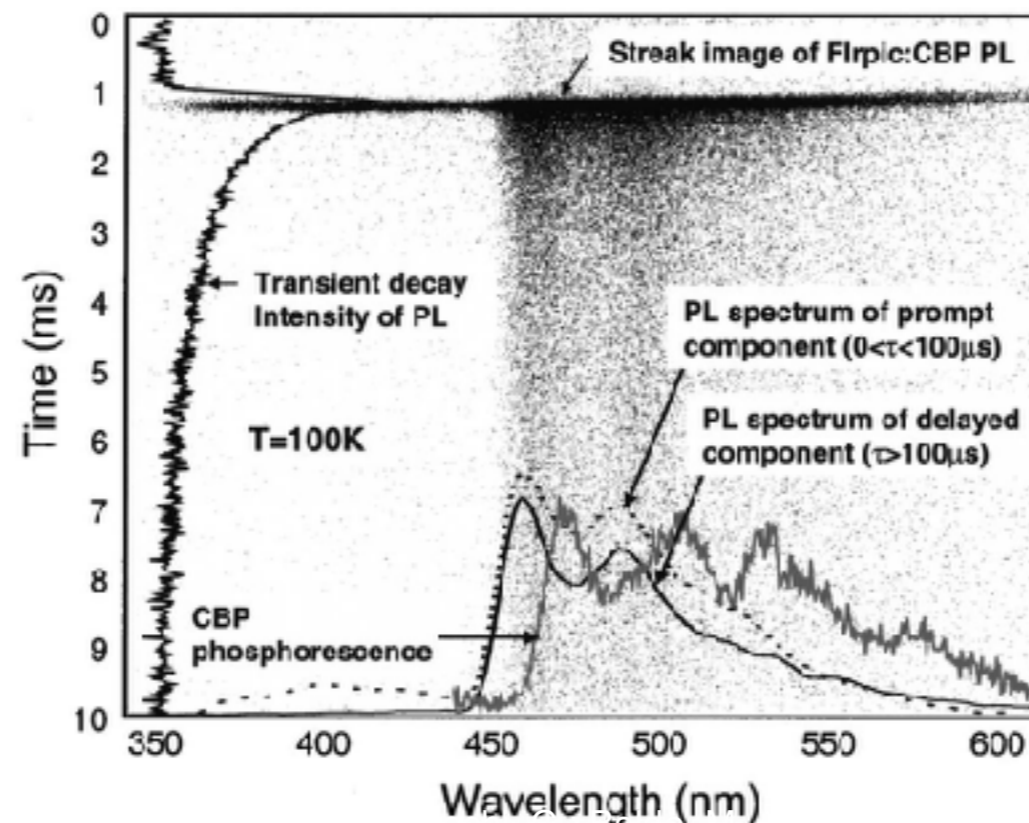 0
1
2
3
4
5
6
7
8
9
10
Time (ms)
Streak image of FIrpic:CBP PL
Transient decay
Intensity of PL
PL spectrum of prompt
component (0<τ<100μs)
PL spectrum of delayed
component (τ>100μs)
T=100K
CBP
phosphorescence
350
400
450
500
550
600
Wavelength (nm)